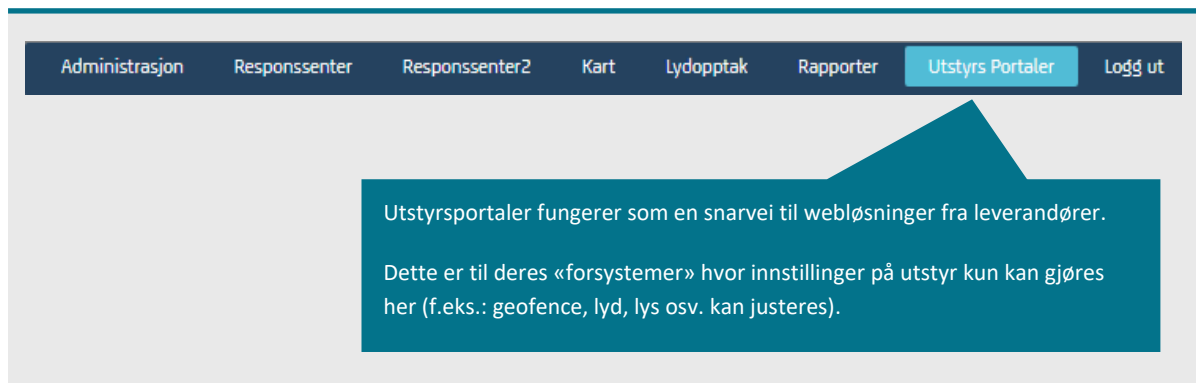 Administrasjon Responssenter Responssenter2 Kart Lydopptak Rapporter Utstyrs Portaler Logg ut
Utstyrsportaler fungerer som en snarvei til webløsninger fra leverandører.
Dette er til deres «forsystemer» hvor innstillinger på utstyr kun kan gjøres
her (f.eks.: geofence, lyd, lys osv. kan justeres).